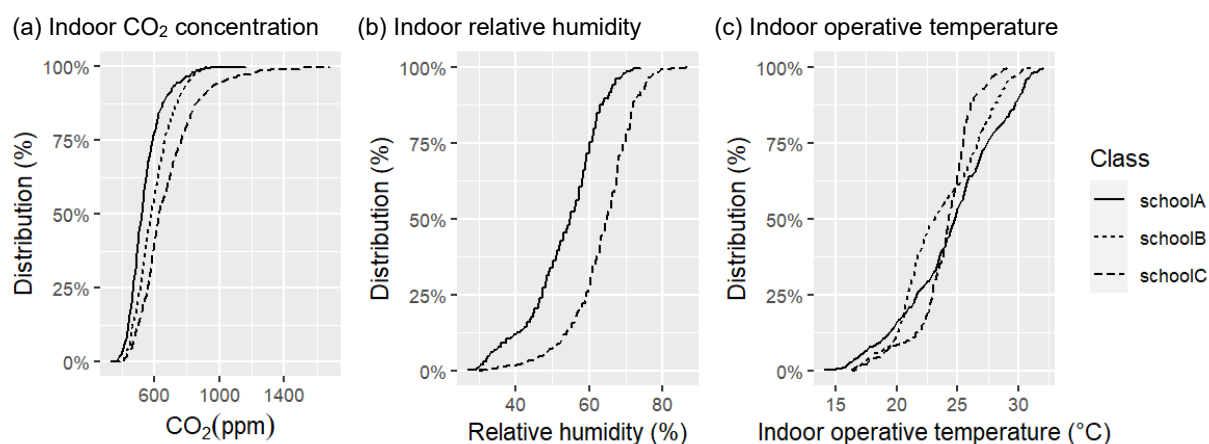 (a) Indoor CO₂ concentration
(b) Indoor relative humidity
(c) Indoor operative temperature
100%
75%
50%
25%
0%
Distribution (%)
600
1000
1400
CO₂(ppm)
100%
75%
50%
25%
0%
Distribution (%)
40
60
80
Relative humidity (%)
100%
75%
50%
25%
0%
Distribution (%)
15
20
25
30
Indoor operative temperature (°C)
Class
schoolA
schoolB
schoolC